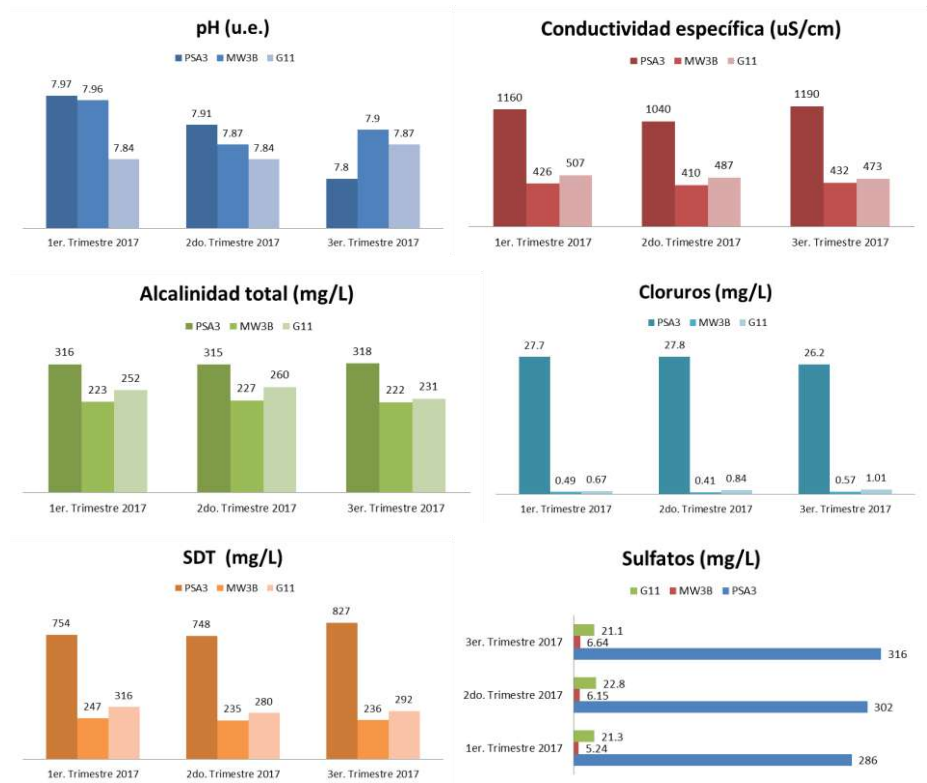 pH (u.e.)
PSA3 MW3B G11
7.97 7.96 7.84
7.91 7.87 7.84
7.8 7.9 7.87
1er. Trimestre 2017 2do. Trimestre 2017 3er. Trimestre 2017
Conductividad específica (uS/cm)
PSA3 MW3B G11
1160 426 507
1040 410 487
1190 432 473
1er. Trimestre 2017 2do. Trimestre 2017 3er. Trimestre 2017
Alcalinidad total (mg/L)
PSA3 MW3B G11
316 223 252
315 227 260
318 222 231
1er. Trimestre 2017 2do. Trimestre 2017 3er. Trimestre 2017
Cloruros (mg/L)
PSA3 MW3B G11
27.7 0.49 0.67
27.8 0.41 0.84
26.2 0.57 1.01
1er. Trimestre 2017 2do. Trimestre 2017 3er. Trimestre 2017
SDT (mg/L)
PSA3 MW3B G11
754 247 316
748 235 280
827 236 292
1er. Trimestre 2017 2do. Trimestre 2017 3er. Trimestre 2017
Sulfatos (mg/L)
G11 MW3B PSA3
3er. Trimestre 2017
21.1
6.64
316
2do. Trimestre 2017
22.8
6.15
302
1er. Trimestre 2017
21.3
5.24
286